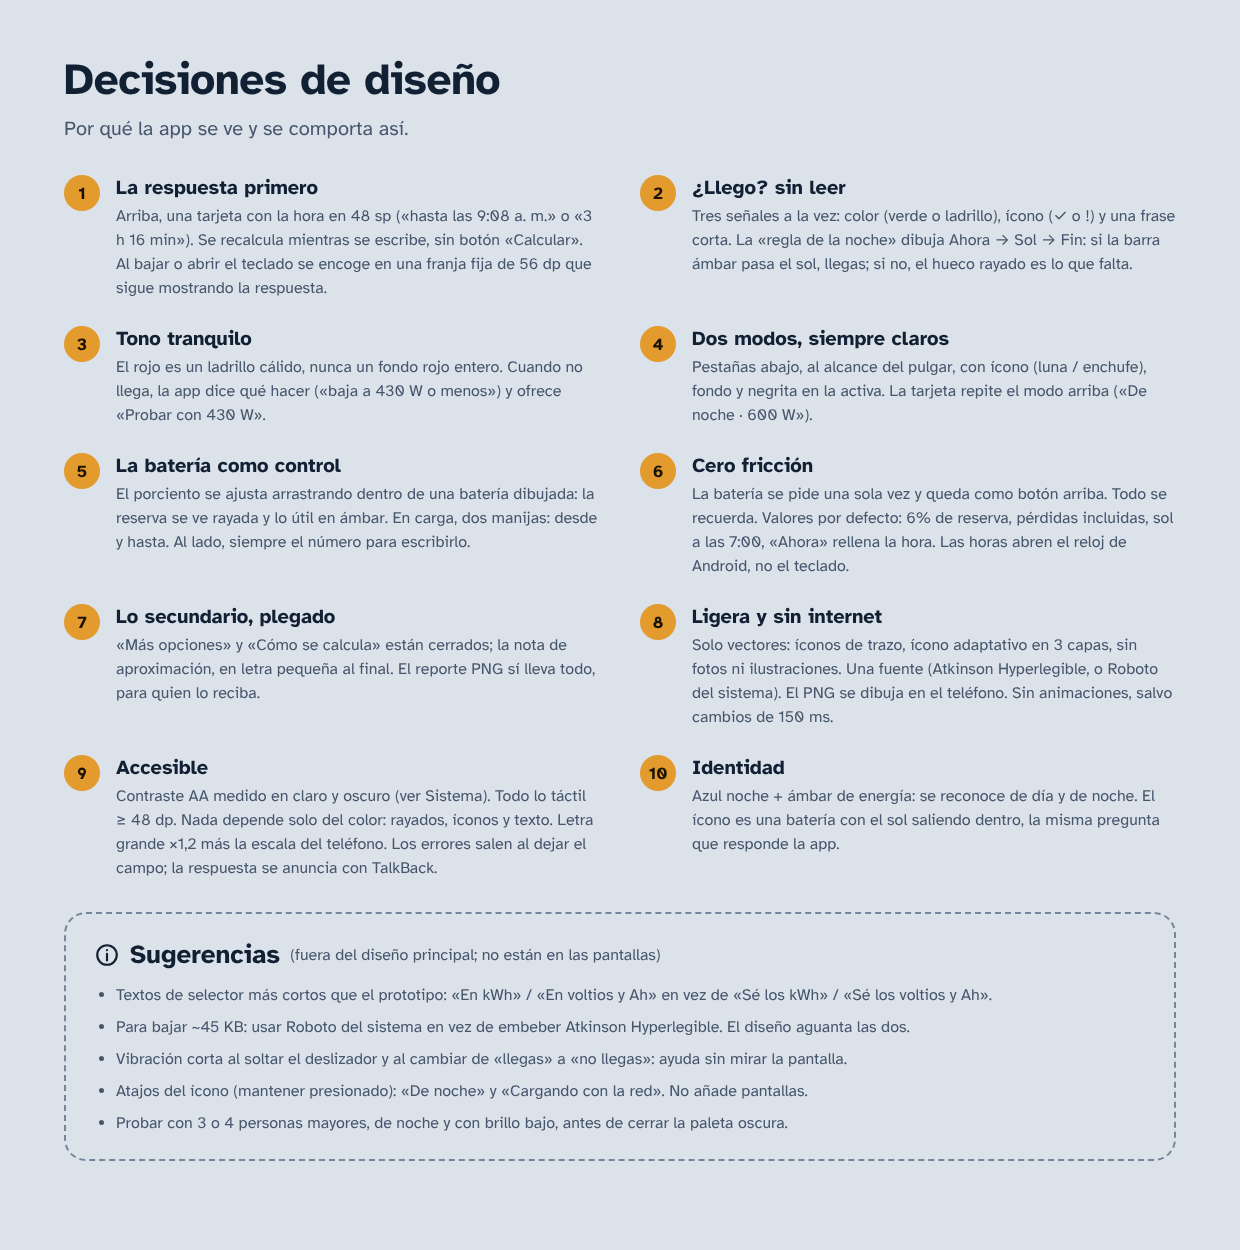 Decisiones de diseño
Por qué la app se ve y se comporta así.
1
La respuesta primero
Arriba, una tarjeta con la hora en 48 sp («hasta las 9:08 a. m.» o «3
h 16 min»). Se recalcula mientras se escribe, sin botón «Calcular».
Al bajar o abrir el teclado se encoge en una franja fija de 56 dp que
sigue mostrando la respuesta.
2
¿Llego? sin leer
Tres señales a la vez: color (verde o ladrillo), ícono (✓ o !) y una frase
corta. La «regla de la noche» dibuja Ahora → Sol → Fin: si la barra
ámbar pasa el sol, llegas; si no, el hueco rayado es lo que falta.
3
Tono tranquilo
El rojo es un ladrillo cálido, nunca un fondo rojo entero. Cuando no
llega, la app dice qué hacer («baja a 430 W o menos») y ofrece
«Probar con 430 W».
4
Dos modos, siempre claros
Pestañas abajo, al alcance del pulgar, con ícono (luna / enchufe),
fondo y negrita en la activa. La tarjeta repite el modo arriba («De
noche · 600 W»).
5
La batería como control
El porciento se ajusta arrastrando dentro de una batería dibujada: la
reserva se ve rayada y lo útil en ámbar. En carga, dos manijas: desde
y hasta. Al lado, siempre el número para escribirlo.
6
Cero fricción
La batería se pide una sola vez y queda como botón arriba. Todo se
recuerda. Valores por defecto: 6% de reserva, pérdidas incluidas, sol
a las 7:00, «Ahora» rellena la hora. Las horas abren el reloj de
Android, no el teclado.
7
Lo secundario, plegado
«Más opciones» y «Cómo se calcula» están cerrados; la nota de
aproximación, en letra pequeña al final. El reporte PNG sí lleva todo,
para quien lo reciba.
8
Ligera y sin internet
Solo vectores: íconos de trazo, ícono adaptativo en 3 capas, sin
fotos ni ilustraciones. Una fuente (Atkinson Hyperlegible, o Roboto
del sistema). El PNG se dibuja en el teléfono. Sin animaciones, salvo
cambios de 150 ms.
9
Accesible
Contraste AA medido en claro y oscuro (ver Sistema). Todo lo táctil
≥ 48 dp. Nada depende solo del color: rayados, íconos y texto. Letra
grande ×1,2 más la escala del teléfono. Los errores salen al dejar el
campo; la respuesta se anuncia con TalkBack.
10
Identidad
Azul noche + ámbar de energía: se reconoce de día y de noche. El
ícono es una batería con el sol saliendo dentro, la misma pregunta
que responde la app.
Sugerencias (fuera del diseño principal; no están en las pantallas)
• Textos de selector más cortos que el prototipo: «En kWh» / «En voltios y Ah» en vez de «Sé los kWh» / «Sé los voltios y Ah».
• Para bajar ~45 KB: usar Roboto del sistema en vez de embeber Atkinson Hyperlegible. El diseño aguanta las dos.
• Vibración corta al soltar el deslizador y al cambiar de «llegas» a «no llegas»: ayuda sin mirar la pantalla.
• Atajos del ícono (mantener presionado): «De noche» y «Cargando con la red». No añade pantallas.
• Probar con 3 o 4 personas mayores, de noche y con brillo bajo, antes de cerrar la paleta oscura.